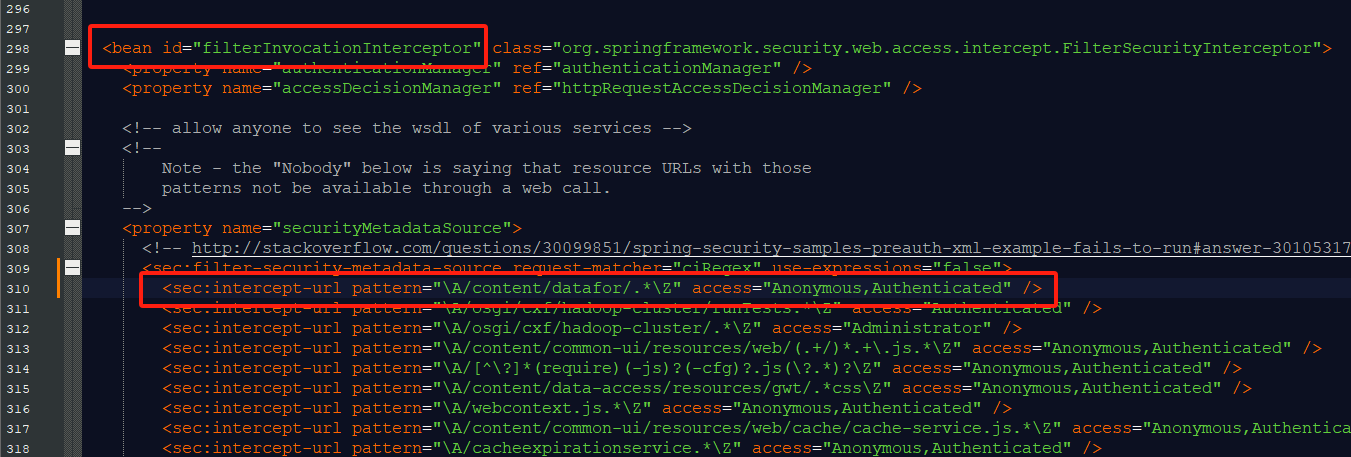 296
297
298 <bean id="filterInvocationInterceptor" class="org.springframework.security.web.access.intercept.FilterSecurityInterceptor">
299 <property name="authenticationManager" ref="authenticationManager" />
300 <property name="accessDecisionManager" ref="httpRequestAccessDecisionManager" />
301
302 <!-- allow anyone to see the wsdl of various services -->
303 <!--
304 Note - the "Nobody" below is saying that resource URLs with those
305 patterns not be available through a web call.
306 -->
307 <property name="securityMetadataSource">
308 <!-- http://stackoverflow.com/questions/30099851/spring-security-samples-preauth-xml-example-fails-to-run#answer-30105317
309 <sec:filter-security-metadata-source request-matcher="ciRegex" use-expressions="false">
310 <sec:intercept-url pattern="\A/content/datafor/.*\Z" access="Anonymous,Authenticated" />
311 <sec:intercept-url pattern="\A/osgi/cxf/hadoop-cluster/runTests.*\Z" access="Authenticated" />
312 <sec:intercept-url pattern="\A/osgi/cxf/hadoop-cluster/.*\Z" access="Administrator" />
313 <sec:intercept-url pattern="\A/content/common-ui/resources/web/(.+/)*.+\.js.*\Z" access="Anonymous,Authenticated" />
314 <sec:intercept-url pattern="\A/[^\?]*(require)(-js)?(-cfg)?.js(\?.*)?\Z" access="Anonymous,Authenticated" />
315 <sec:intercept-url pattern="\A/content/data-access/resources/gwt/.*css\Z" access="Anonymous,Authenticated" />
316 <sec:intercept-url pattern="\A/webcontext.js.*\Z" access="Anonymous,Authenticated" />
317 <sec:intercept-url pattern="\A/content/common-ui/resources/web/cache/cache-service.js.*\Z" access="Anonymous,Authenticated
318 <sec:intercept-url pattern="\A/cacheexpirationservice.*\Z" access="Anonymous,Authenticated" />